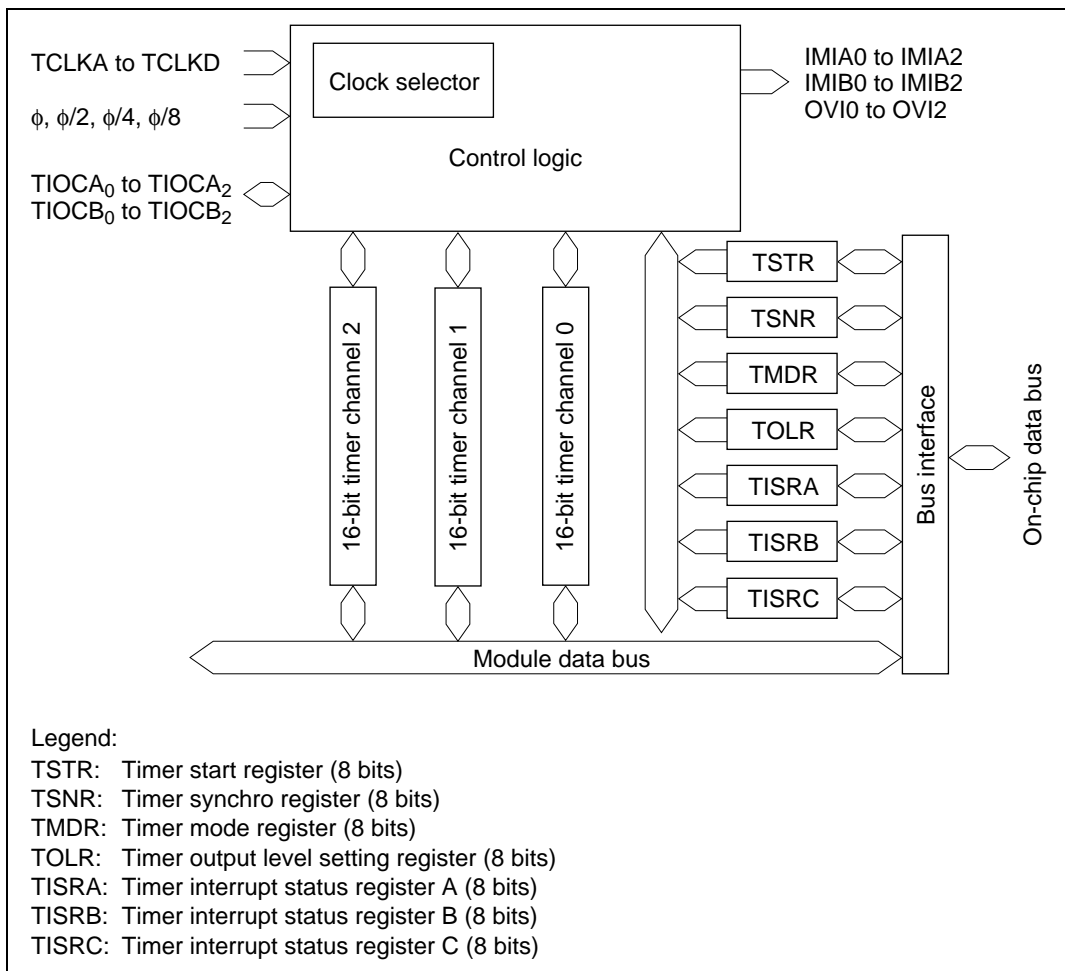 TCLKA to TCLKD
ϕ, ϕ/2, ϕ/4, ϕ/8
TIOCA₀ to TIOCA₂
TIOCB₀ to TIOCB₂
Clock selector
Control logic
IMIA0 to IMIA2
IMIB0 to IMIB2
OVI0 to OVI2
16-bit timer channel 2
16-bit timer channel 1
16-bit timer channel 0
TSTR
TSNR
TMDR
TOLR
TISRA
TISRB
TISRC
Bus interface
On-chip data bus
Module data bus
Legend:
TSTR: Timer start register (8 bits)
TSNR: Timer synchro register (8 bits)
TMDR: Timer mode register (8 bits)
TOLR: Timer output level setting register (8 bits)
TISRA: Timer interrupt status register A (8 bits)
TISRB: Timer interrupt status register B (8 bits)
TISRC: Timer interrupt status register C (8 bits)